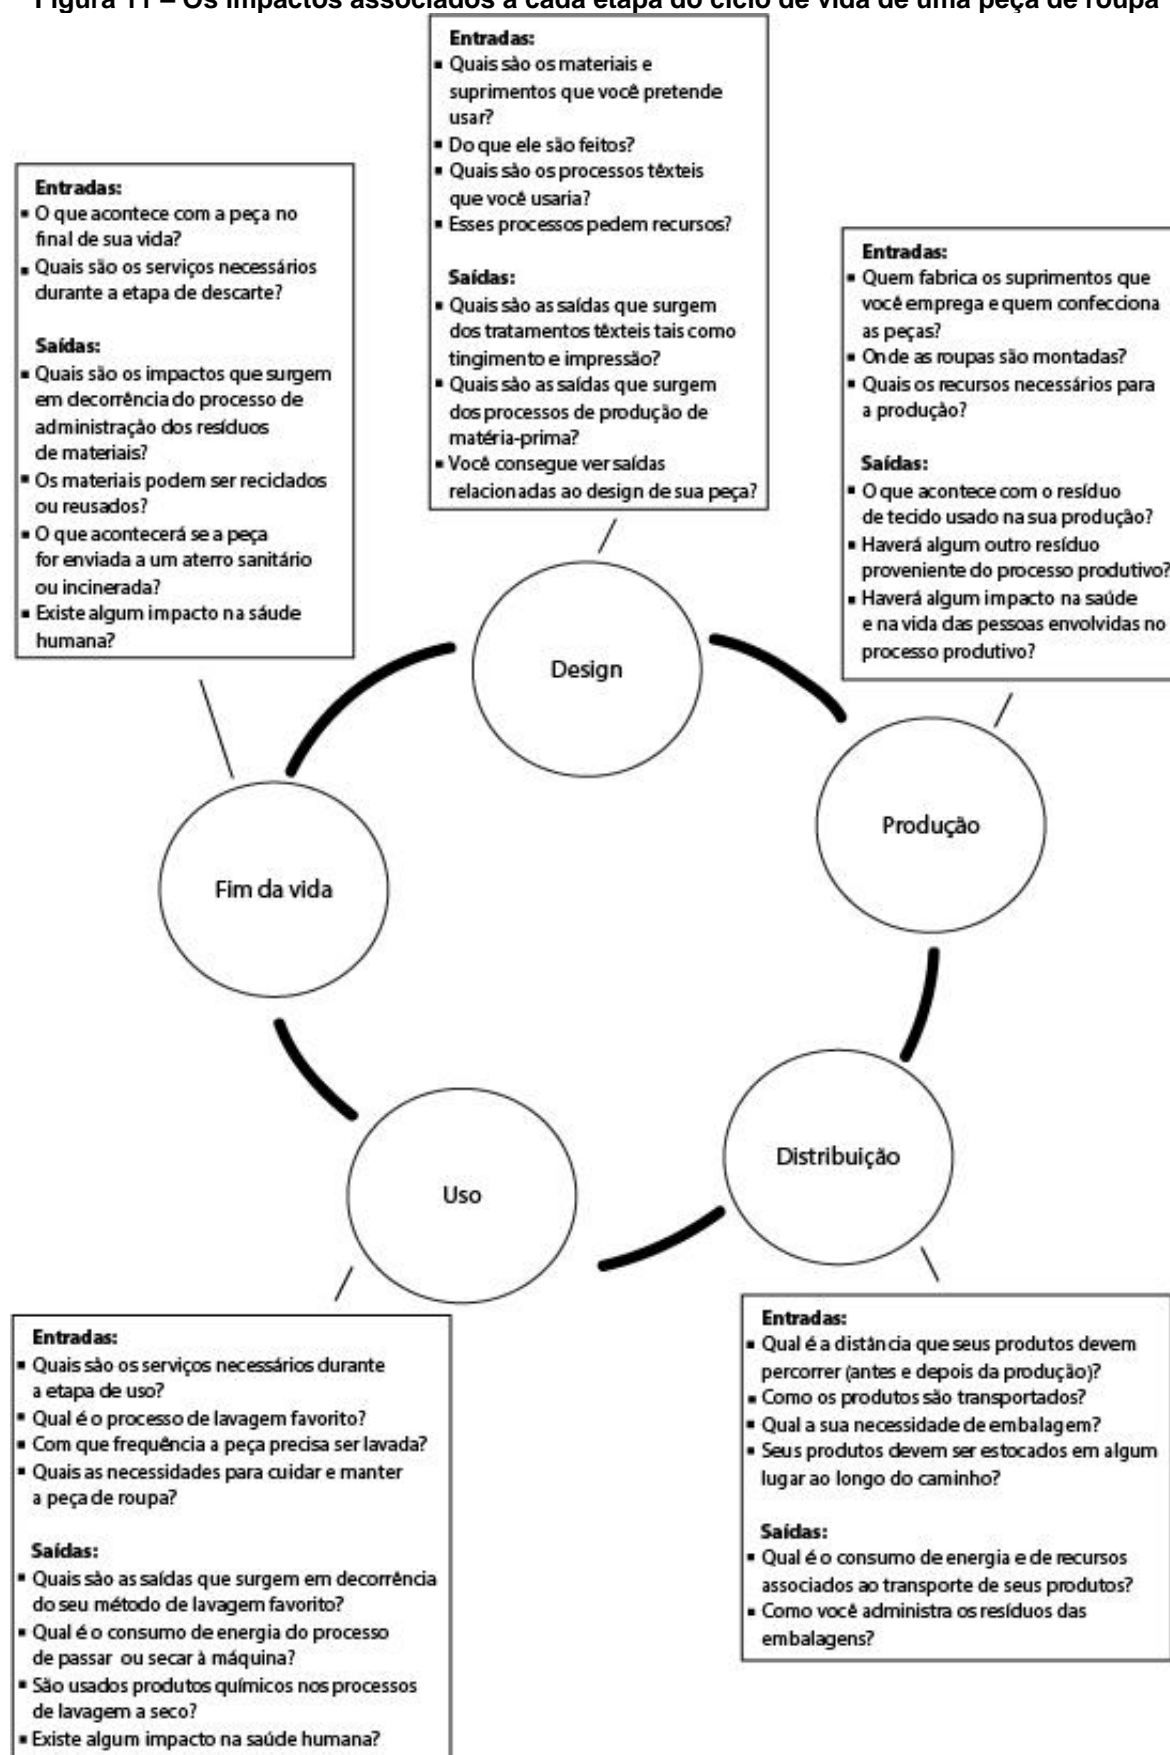 Figura 11 – Os impactos associados a cada etapa do ciclo de vida de uma peça de roupa
Entradas:
▪ Quais são os materiais e
suprimentos que você pretende
usar?
▪ Do que ele são feitos?
▪ Quais são os processos têxteis
que você usaria?
▪ Esses processos pedem recursos?
Saídas:
▪ Quais são as saídas que surgem
dos tratamentos têxteis tais como
tingimento e impressão?
▪ Quais são as saídas que surgem
dos processos de produção de
matéria-prima?
▪ Você consegue ver saídas
relacionadas ao design de sua peça?
Entradas:
▪ O que acontece com a peça no
final de sua vida?
▪ Quais são os serviços necessários
durante a etapa de descarte?
Saídas:
▪ Quais são os impactos que surgem
em decorrência do processo de
administração dos resíduos
de materiais?
▪ Os materiais podem ser reciclados
ou reusados?
▪ O que acontecerá se a peça
for enviada a um aterro sanitário
ou incinerada?
▪ Existe algum impacto na sáude
humana?
Entradas:
▪ Quem fabrica os suprimentos que
você emprega e quem confecciona
as peças?
▪ Onde as roupas são montadas?
▪ Quais os recursos necessários para
a produção?
Saídas:
▪ O que acontece com o resíduo
de tecido usado na sua produção?
▪ Haverá algum outro resíduo
proveniente do processo produtivo?
▪ Haverá algum impacto na saúde
e na vida das pessoas envolvidas no
processo produtivo?
Design
Produção
Fim da vida
Distribuição
Uso
Entradas:
▪ Quais são os serviços necessários durante
a etapa de uso?
▪ Qual é o processo de lavagem favorito?
▪ Com que frequência a peça precisa ser lavada?
▪ Quais as necessidades para cuidar e manter
a peça de roupa?
Saídas:
▪ Quais são as saídas que surgem em decorrência
do seu método de lavagem favorito?
▪ Qual é o consumo de energia do processo
de passar ou secar à máquina?
▪ São usados produtos químicos nos processos
de lavagem a seco?
▪ Existe algum impacto na saúde humana?
Entradas:
▪ Qual é a distância que seus produtos devem
percorrer (antes e depois da produção)?
▪ Como os produtos são transportados?
▪ Qual a sua necessidade de embalagem?
▪ Seus produtos devem ser estocados em algum
lugar ao longo do caminho?
Saídas:
▪ Qual é o consumo de energia e de recursos
associados ao transporte de seus produtos?
▪ Como você administra os resíduos das
embalagens?